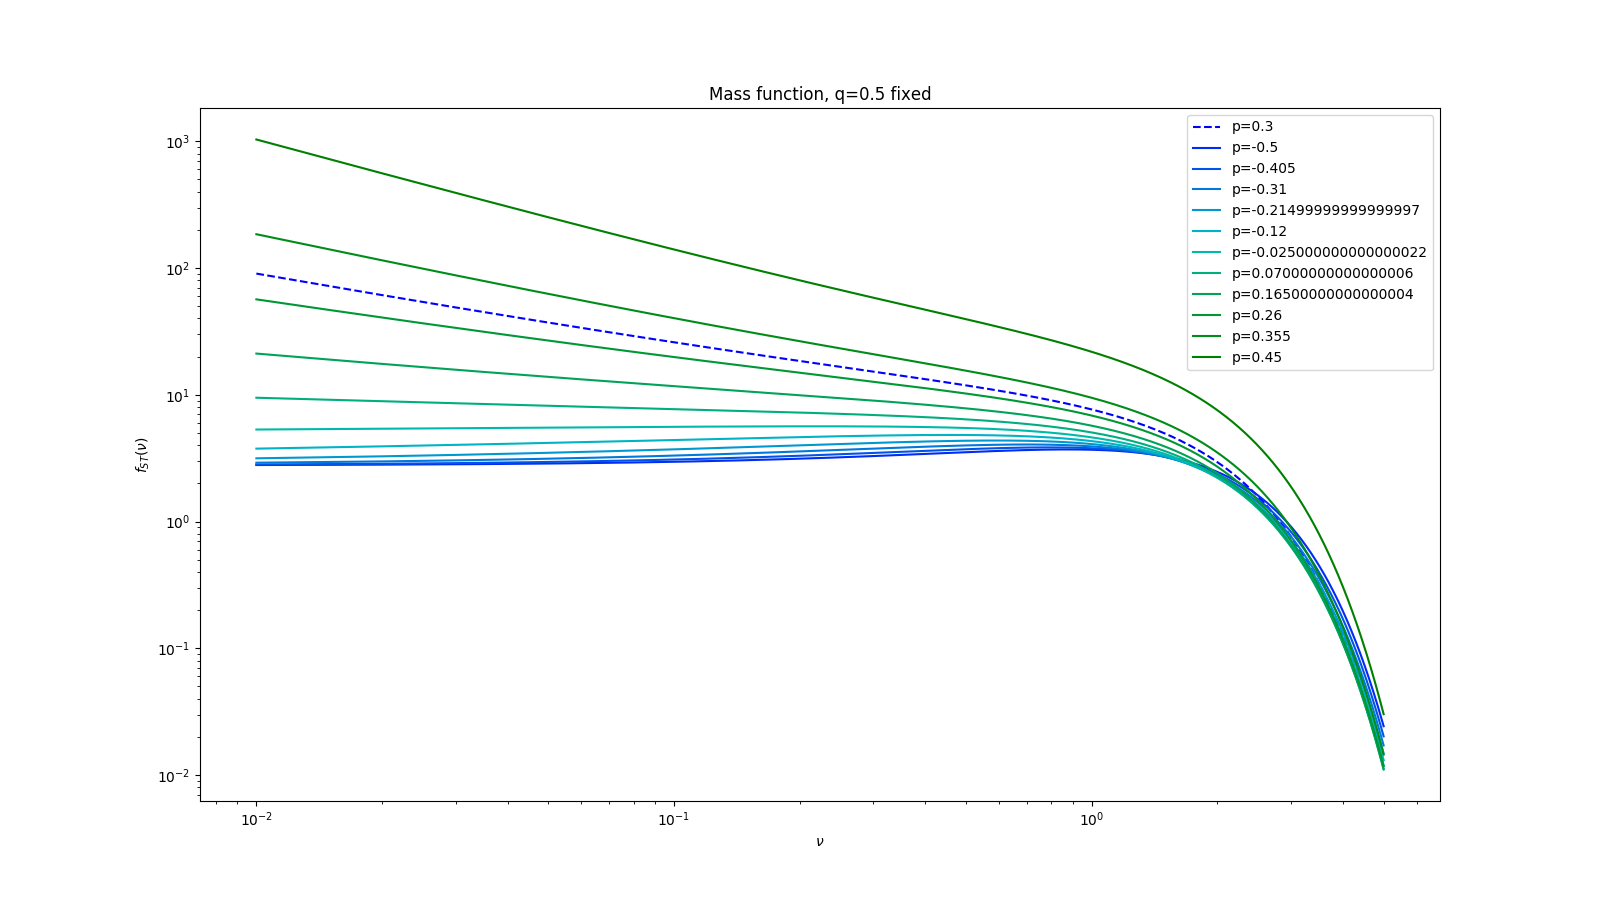 Mass function, q=0.5 fixed
p=0.3
p=-0.5
p=-0.405
p=-0.31
p=-0.21499999999999997
p=-0.12
p=-0.025000000000000022
p=0.07000000000000006
p=0.16500000000000004
p=0.26
p=0.355
p=0.45
10³
10²
10¹
10⁰
10⁻¹
10⁻²
f_{ST}(ν)
10⁻² 10⁻¹ 10⁰
ν